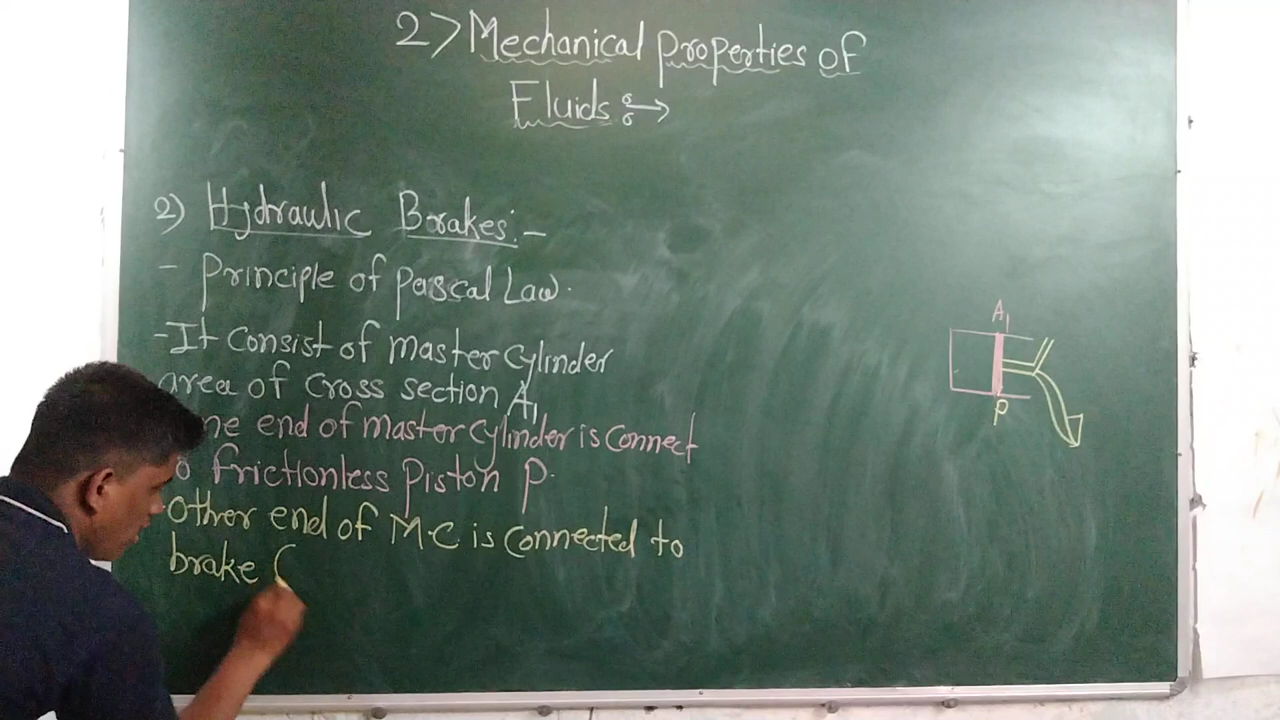 2> Mechanical properties of
Fluids :→
2) Hydraulic Brakes:-
- Principle of pascal Law.
- It consist of master cylinder
area of cross section A₁
end of master cylinder is connect
frictionless piston p.
Other end of M C is connected to
brake (
A₁
P